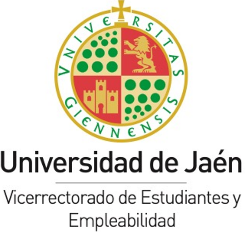 VNIVERSITAS GIENNENSIS
Universidad de Jaén
Vicerrectorado de Estudiantes y
Empleabilidad